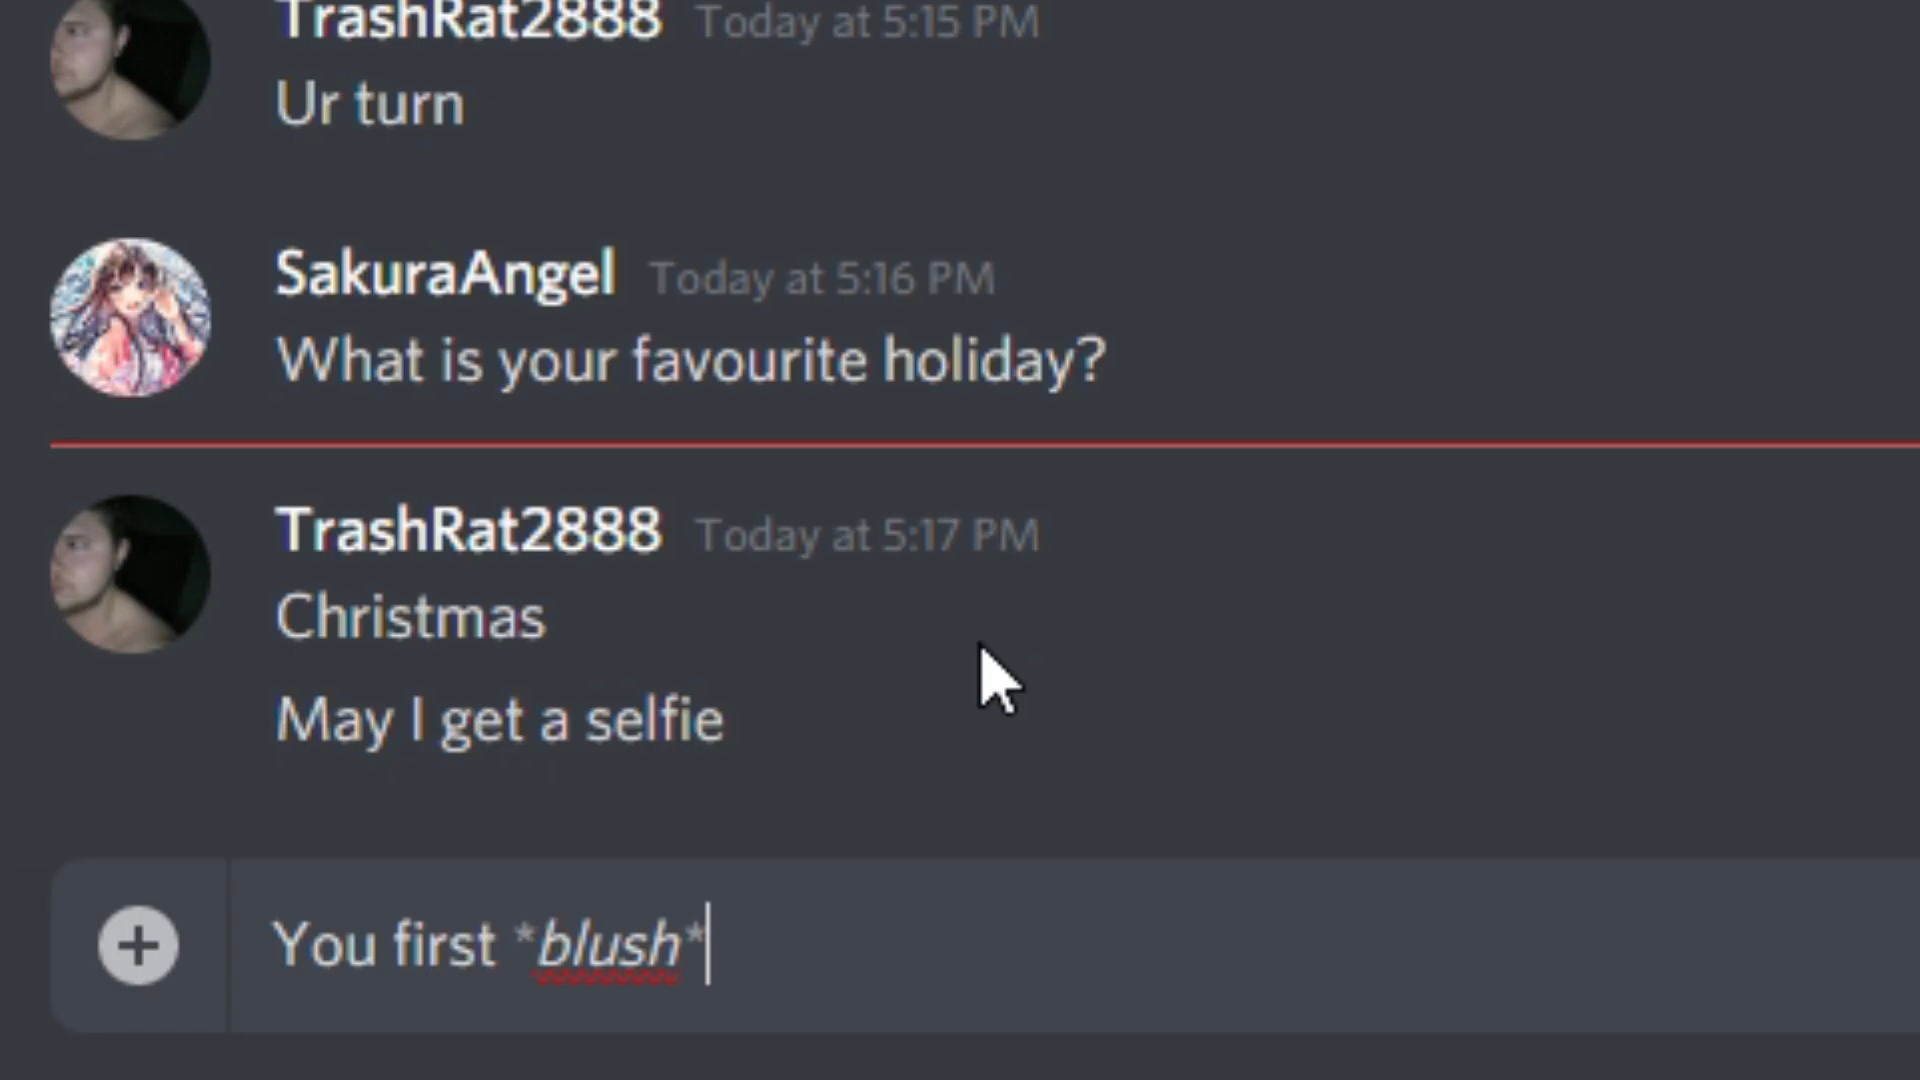 TrashRat2888 Today at 5:15 PM
Ur turn
SakuraAngel Today at 5:16 PM
What is your favourite holiday?
TrashRat2888 Today at 5:17 PM
Christmas
May I get a selfie
You first *blush*